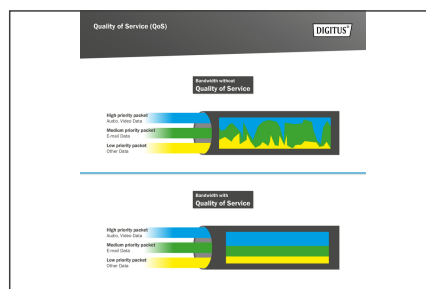 Quality of Service (QoS)
DIGITUS®
Bandwidth without
Quality of Service
High priority packet
Audio, Video Data
Medium priority packet
E-mail Data
Low priority packet
Other Data
Bandwidth with
Quality of Service
High priority packet
Audio, Video Data
Medium priority packet
E-mail Data
Low priority packet
Other Data